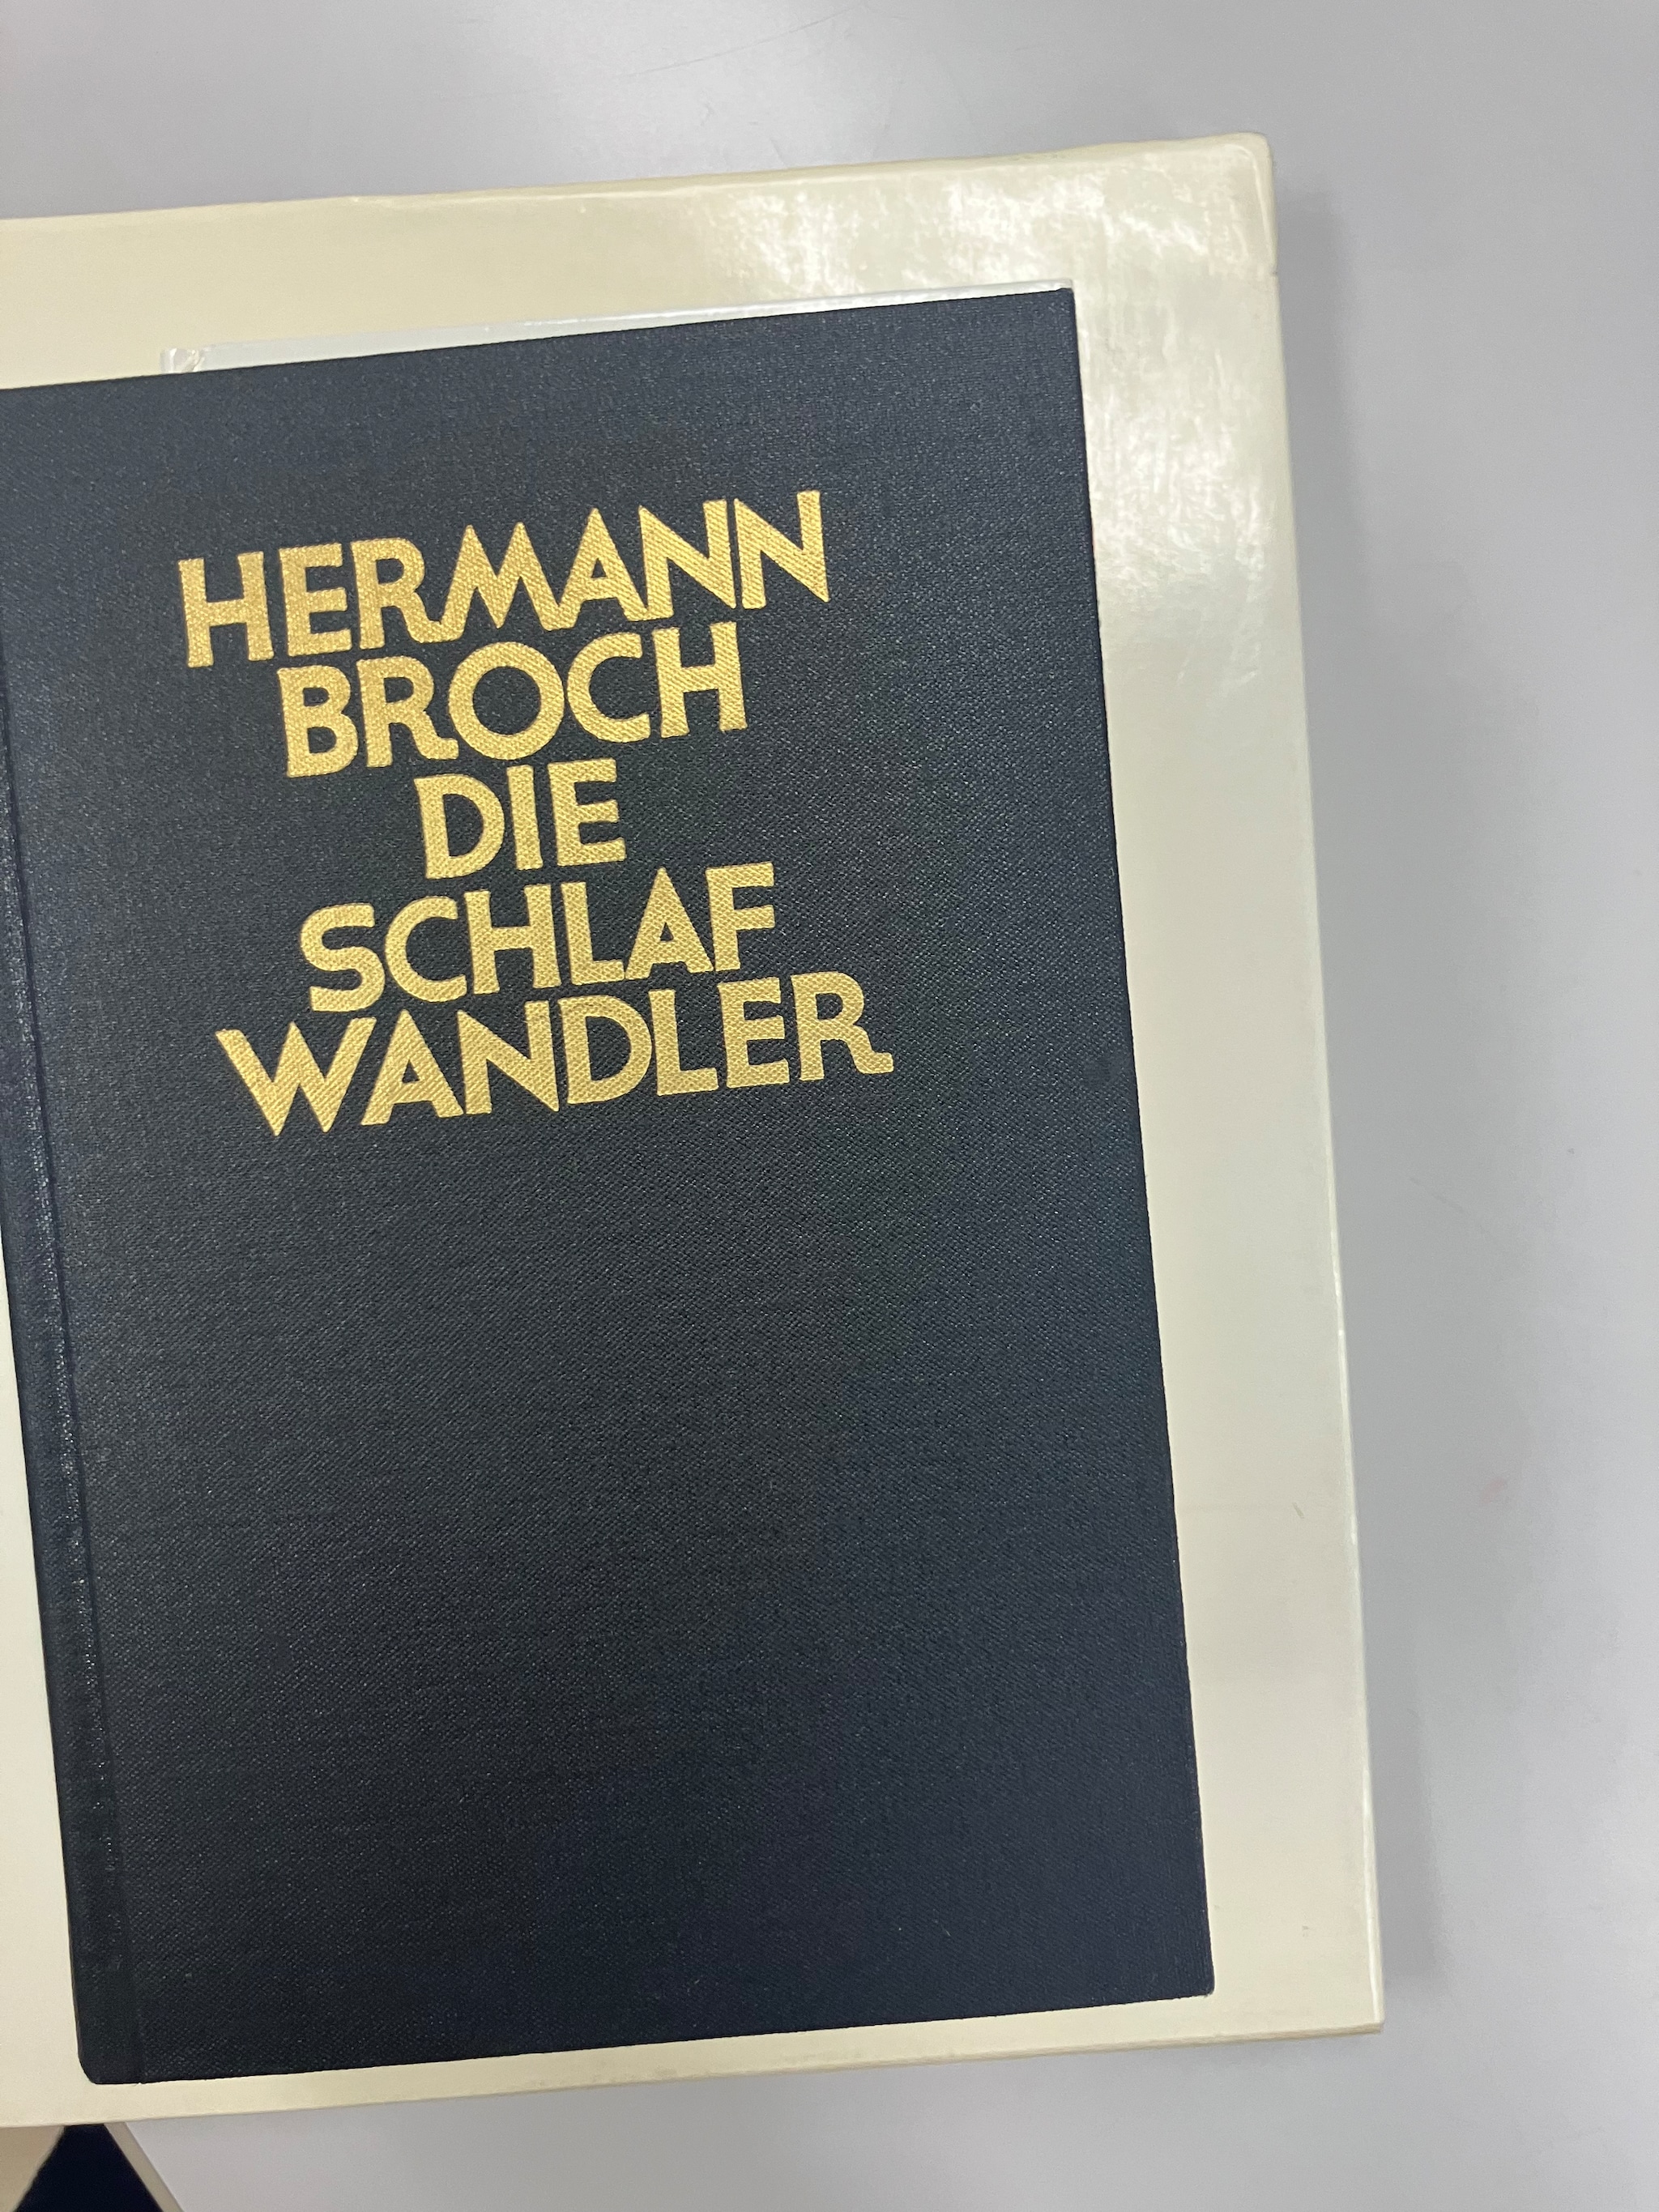 HERMANN
BROCH
DIE
SCHLAF
WANDLER